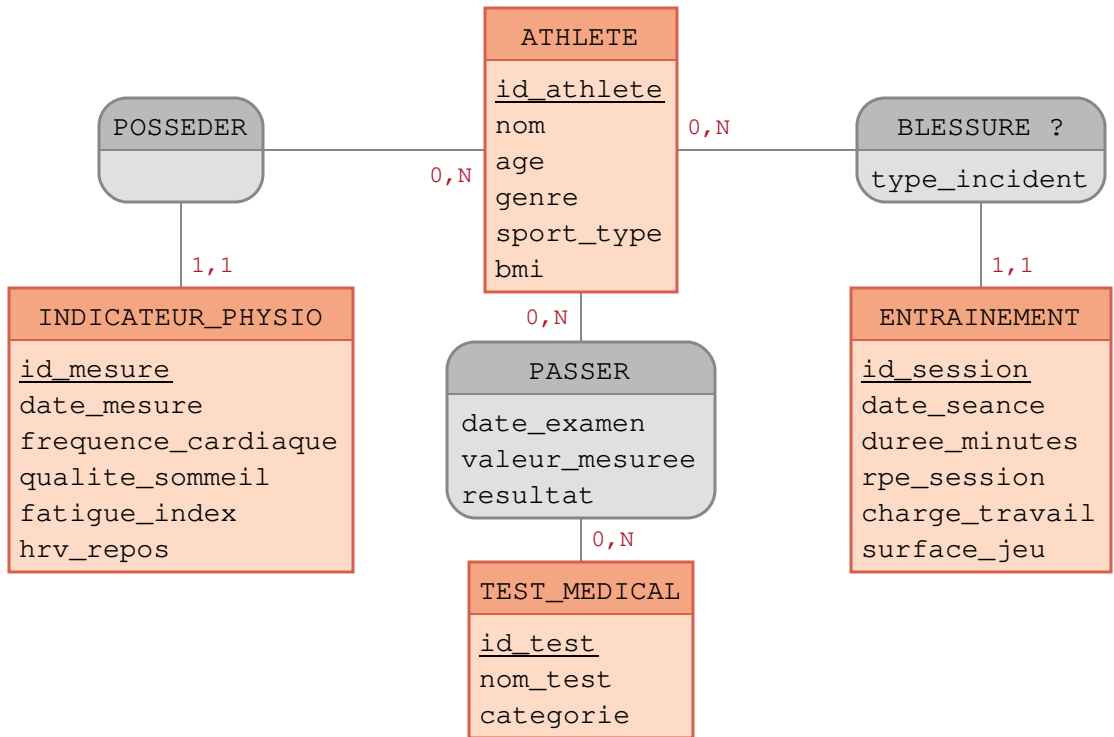 ATHLETE
id_athlete
nom
age
genre
sport_type
bmi
POSSEDER
0,N
1,1
BLESSURE ?
type_incident
0,N
1,1
INDICATEUR_PHYSIO
id_mesure
date_mesure
frequence_cardiaque
qualite_sommeil
fatigue_index
hrv_repos
0,N
PASSER
date_examen
valeur_mesuree
resultat
0,N
ENTRAINEMENT
id_session
date_seance
duree_minutes
rpe_session
charge_travail
surface_jeu
TEST_MEDICAL
id_test
nom_test
categorie